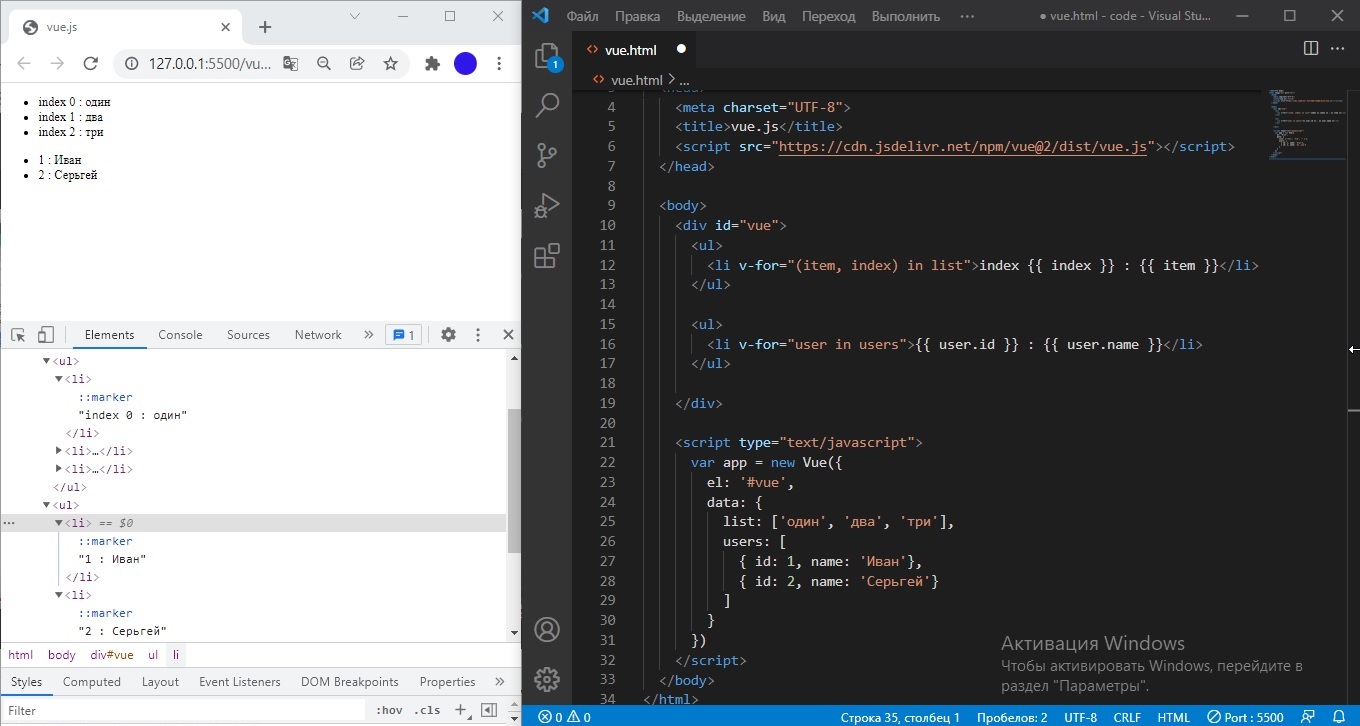 vue.js
127.0.0.1:5500/vu...
index 0 : один
index 1 : два
index 2 : три
1 : Иван
2 : Серьгей
Elements Console Sources Network » 1
▼<ul>
▼<li>
::marker
"index 0 : один"
</li>
▶<li>…</li>
▶<li>…</li>
</ul>
▼<ul>
… ▼<li> == $0
::marker
"1 : Иван"
</li>
▼<li>
::marker
"2 : Серьгей"
html body div#vue ul li
Styles Computed Layout Event Listeners DOM Breakpoints Properties »
Filter :hov .cls +
Файл Правка Выделение Вид Переход Выполнить ··· ● vue.html - code - Visual Stu...
1
<> vue.html ●
<> vue.html > ...
3 <head>
4 <meta charset="UTF-8">
5 <title>vue.js</title>
6 <script src="https://cdn.jsdelivr.net/npm/vue@2/dist/vue.js"></script>
7 </head>
8
9 <body>
10 <div id="vue">
11 <ul>
12 <li v-for="(item, index) in list">index {{ index }} : {{ item }}</li>
13 </ul>
14
15 <ul>
16 <li v-for="user in users">{{ user.id }} : {{ user.name }}</li>
17 </ul>
18
19 </div>
20
21 <script type="text/javascript">
22 var app = new Vue({
23 el: '#vue',
24 data: {
25 list: ['один', 'два', 'три'],
26 users: [
27 { id: 1, name: 'Иван'},
28 { id: 2, name: 'Серьгей'}
29 ]
30 }
31 })
32 </script>
33 </body>
34 </html>
Активация Windows
Чтобы активировать Windows, перейдите в
раздел "Параметры".
0 0 Строка 35, столбец 1 Пробелов: 2 UTF-8 CRLF HTML Port : 5500